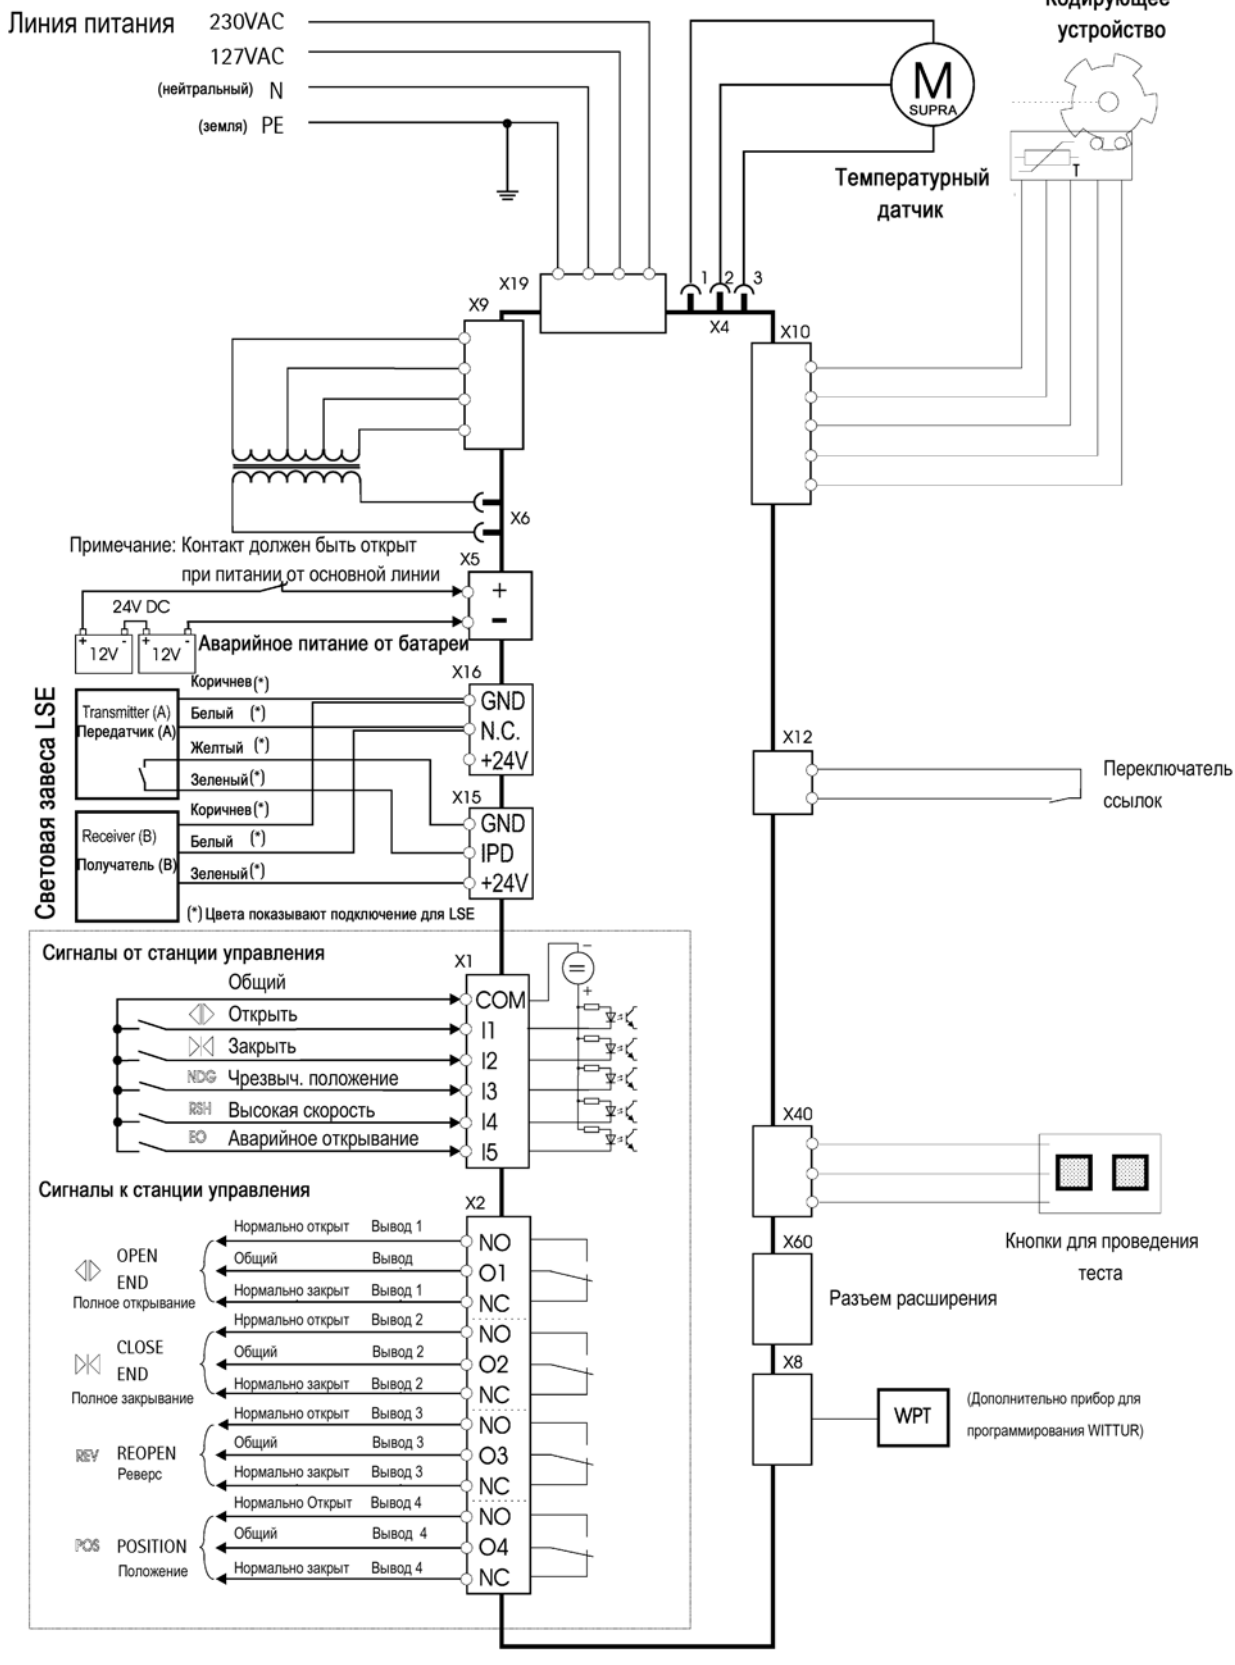 Кодирующее
устройство
Линия питания
230VAC
127VAC
(нейтральный) N
(земля) PE
M
SUPRA
T
Температурный
датчик
X19
1 2 3
X9
X4
X10
X6
Примечание: Контакт должен быть открыт
при питании от основной линии
X5
+
-
24V DC
+ - + -
12V 12V
Аварийное питание от батареи
Световая завеса LSE
X16
Коричнев(*)
GND
Transmitter (A)
Передатчик (A)
Белый (*)
N.C.
Желтый (*)
+24V
Зеленый(*)
X15
Коричнев(*)
GND
Receiver (B)
Получатель (B)
Белый (*)
IPD
Зеленый(*)
+24V
(*) Цвета показывают подключение для LSE
X12
Переключатель
ссылок
Сигналы от станции управления
X1
-
=
+
Общий
COM
Открыть
I1
Закрыть
I2
NDG Чрезвыч. положение
I3
RSH Высокая скорость
I4
EO Аварийное открывание
I5
X40
Кнопки для проведения
теста
Сигналы к станции управления
X2
Нормально открыт Вывод 1
NO
OPEN
END
Полное открывание
Общий Вывод
O1
Нормально закрыт Вывод 1
NC
Нррмально открыт Вывод 2
NO
CLOSE
END
Полное закрывание
Общий Вывод 2
O2
Нормально закрыт Вывод 2
NC
Нормально открыт Вывод 3
NO
REV REOPEN
Реверс
Общий Вывод 3
O3
Нормально закрыт Вывод 3
NC
Нормально Открыт Вывод 4
NO
POS POSITION
Положение
Общий Вывод 4
O4
Нормально закрыт Вывод 4
NC
X60
Разъем расширения
X8
WPT
(Дополнительно прибор для
программирования WITTUR)